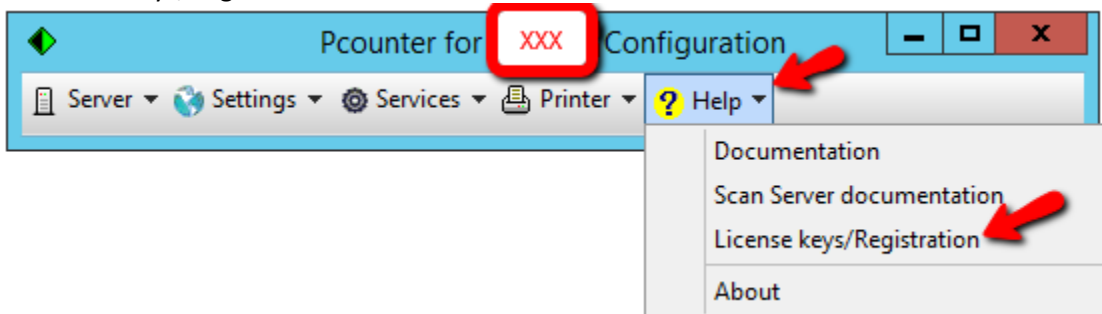 Pcounter for XXX Configuration
Server Settings Services Printer ? Help
Documentation
Scan Server documentation
License keys/Registration
About